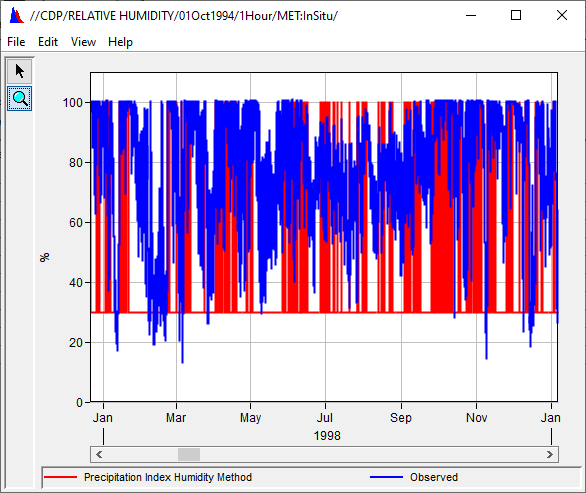 //CDP/RELATIVE HUMIDITY/01Oct1994/1Hour/MET:InSitu/
File Edit View Help
100
80
60
%
40
20
0
Jan Mar May Jul Sep Nov Jan
1998
Precipitation Index Humidity Method Observed